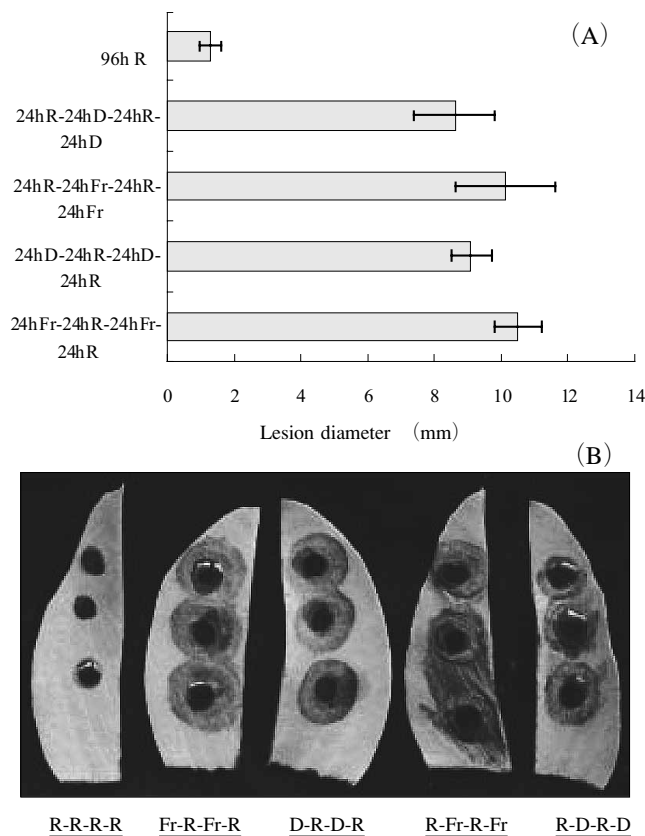 (A)
96h R
24hR-24hD-24hR-
24hD
24hR-24hFr-24hR-
24hFr
24hD-24hR-24hD-
24hR
24hFr-24hR-24hFr-
24hR
0 2 4 6 8 10 12 14
Lesion diameter (mm)
(B)
R-R-R-R Fr-R-Fr-R D-R-D-R R-Fr-R-Fr R-D-R-D